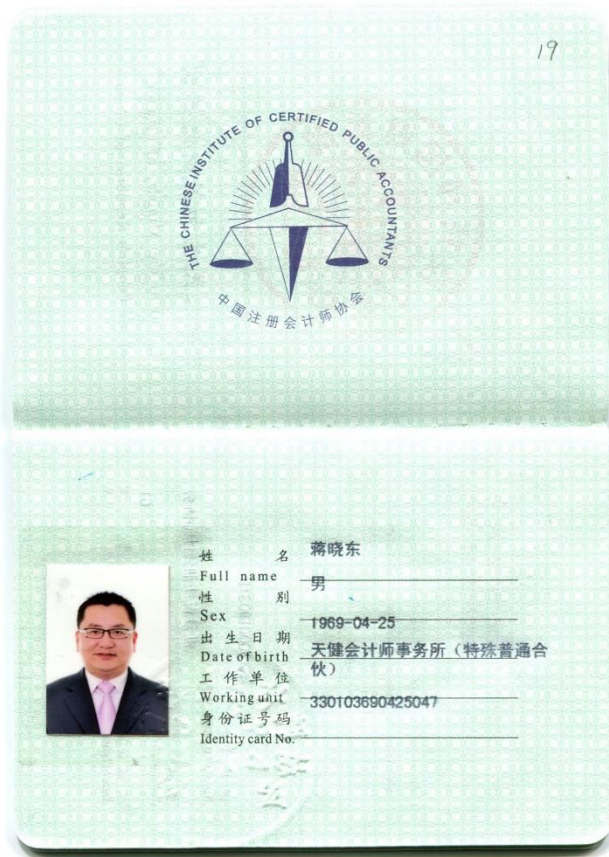 19
THE CHINESE INSTITUTE OF CERTIFIED PUBLIC ACCOUNTANTS
中国注册会计师协会
姓 名 蒋晓东
Full name
性 别 男
Sex
出生日期 1969-04-25
Date of birth
工作单位 天健会计师事务所（特殊普通合
伙）
Working unit
身份证号码 330103690425047
Identity card No.